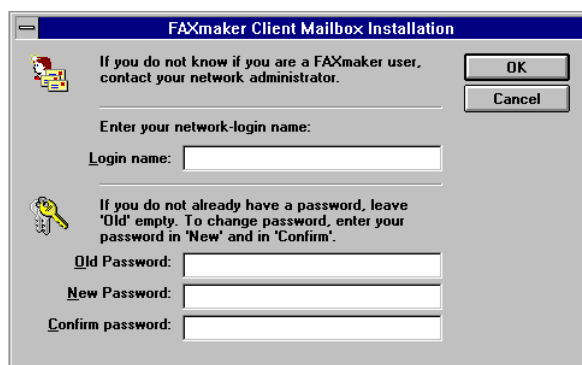 FAXmaker Client Mailbox Installation
If you do not know if you are a FAXmaker user,
contact your network administrator.
OK
Cancel
Enter your network-login name:
Login name:
If you do not already have a password, leave
'Old' empty. To change password, enter your
password in 'New' and in 'Confirm'.
Old Password:
New Password:
Confirm password: